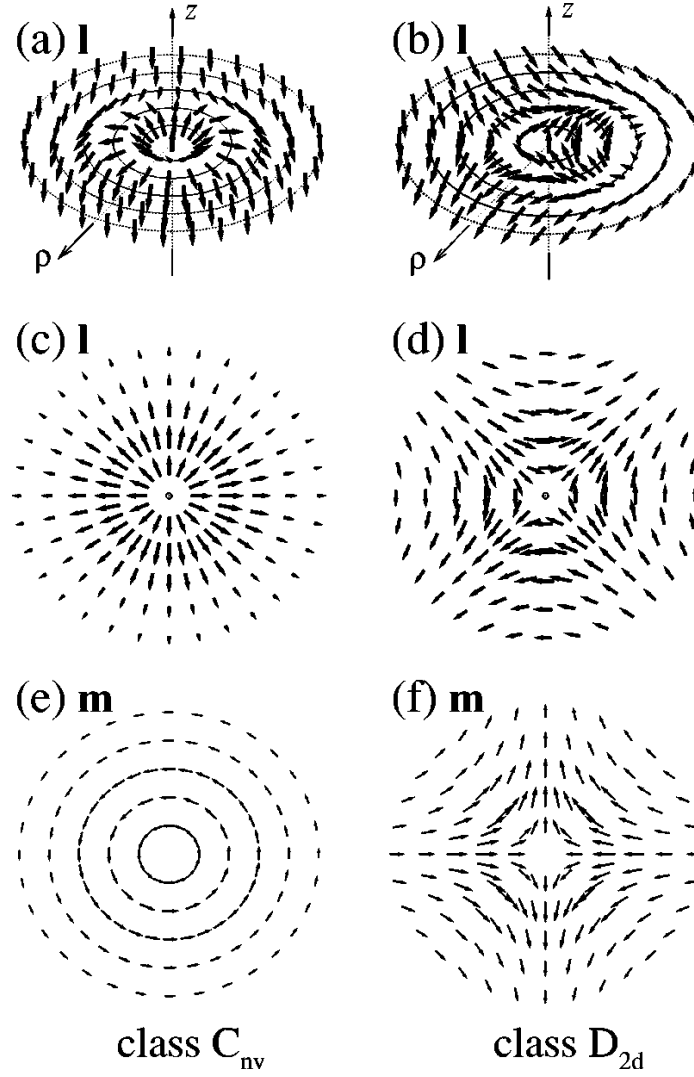 (a) l
z
(b) l
z
ρ
ρ
(c) l
(d) l
(e) m
(f) m
class C_nv
class D_2d